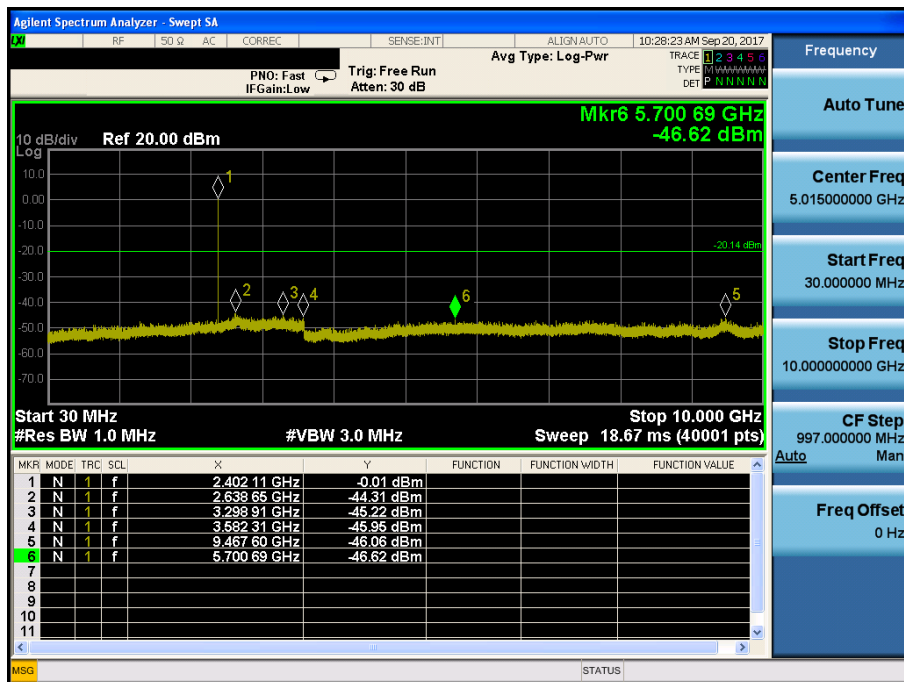 Agilent Spectrum Analyzer - Swept SA
LXI RF 50 Ω AC CORREC SENSE:INT ALIGN AUTO 10:28:23 AM Sep 20, 2017
Avg Type: Log-Pwr
PNO: Fast Trig: Free Run
IFGain:Low Atten: 30 dB
TRACE 1 2 3 4 5 6
TYPE M W W W W W
DET P N N N N N
Mkr6 5.700 69 GHz
-46.62 dBm
10 dB/div Ref 20.00 dBm
Log
10.0
0.00
-10.0
-20.0
-30.0
-40.0
-50.0
-60.0
-70.0
1
2
3
4
6
5
-20.14 dBm
Start 30 MHz Stop 10.000 GHz
#Res BW 1.0 MHz #VBW 3.0 MHz Sweep 18.67 ms (40001 pts)
MKR MODE TRC SCL X Y FUNCTION FUNCTION WIDTH FUNCTION VALUE
1 N 1 f 2.402 11 GHz -0.01 dBm
2 N 1 f 2.638 65 GHz -44.31 dBm
3 N 1 f 3.298 91 GHz -45.22 dBm
4 N 1 f 3.582 31 GHz -45.95 dBm
5 N 1 f 9.467 60 GHz -46.06 dBm
6 N 1 f 5.700 69 GHz -46.62 dBm
7
8
9
10
11
MSG STATUS
Frequency
Auto Tune
Center Freq
5.015000000 GHz
Start Freq
30.000000 MHz
Stop Freq
10.000000000 GHz
CF Step
997.000000 MHz
Auto Man
Freq Offset
0 Hz